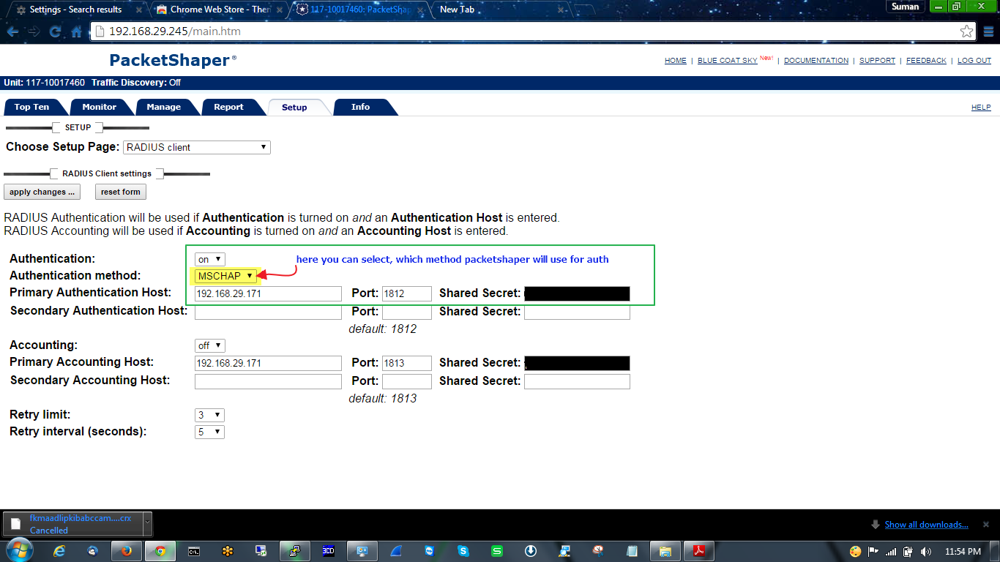 Settings - Search results
Chrome Web Store - Ther
117-10017460: PacketShap
New Tab
Suman
192.168.29.245/main.htm
PacketShaper®
HOME | BLUE COAT SKY New! | DOCUMENTATION | SUPPORT | FEEDBACK | LOG OUT
Unit: 117-10017460 Traffic Discovery: Off
Top Ten Monitor Manage Report Setup Info
HELP
SETUP
Choose Setup Page: RADIUS client
RADIUS Client settings
apply changes ... reset form
RADIUS Authentication will be used if Authentication is turned on and an Authentication Host is entered.
RADIUS Accounting will be used if Accounting is turned on and an Accounting Host is entered.
Authentication: on here you can select, which method packetshaper will use for auth
Authentication method: MSCHAP
Primary Authentication Host: 192.168.29.171 Port: 1812 Shared Secret:
Secondary Authentication Host: Port: Shared Secret:
default: 1812
Accounting: off
Primary Accounting Host: 192.168.29.171 Port: 1813 Shared Secret:
Secondary Accounting Host: Port: Shared Secret:
default: 1813
Retry limit: 3
Retry interval (seconds): 5
fkmaadlipkibabccam....crx
Cancelled
Show all downloads...
11:54 PM